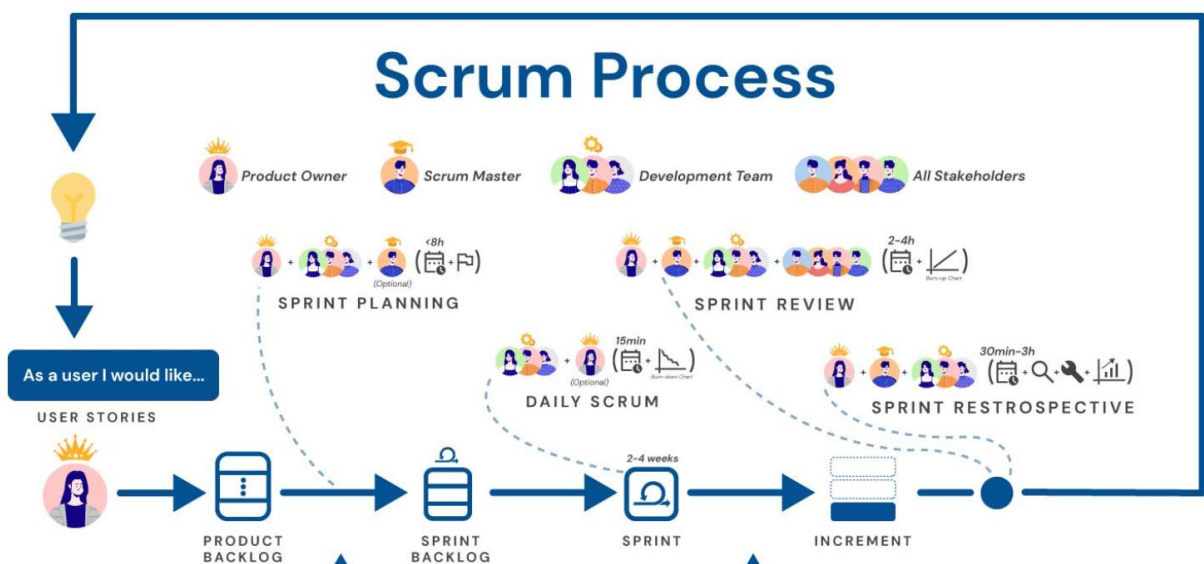 Scrum Process
Product Owner
Scrum Master
Development Team
All Stakeholders
<8h
(Optional)
SPRINT PLANNING
2-4h
Burn-up Chart
SPRINT REVIEW
15min
(Optional)
Burn-down Chart
DAILY SCRUM
30min-3h
SPRINT RESTROSPECTIVE
As a user I would like...
USER STORIES
2-4 weeks
PRODUCT
BACKLOG
SPRINT
BACKLOG
SPRINT
INCREMENT